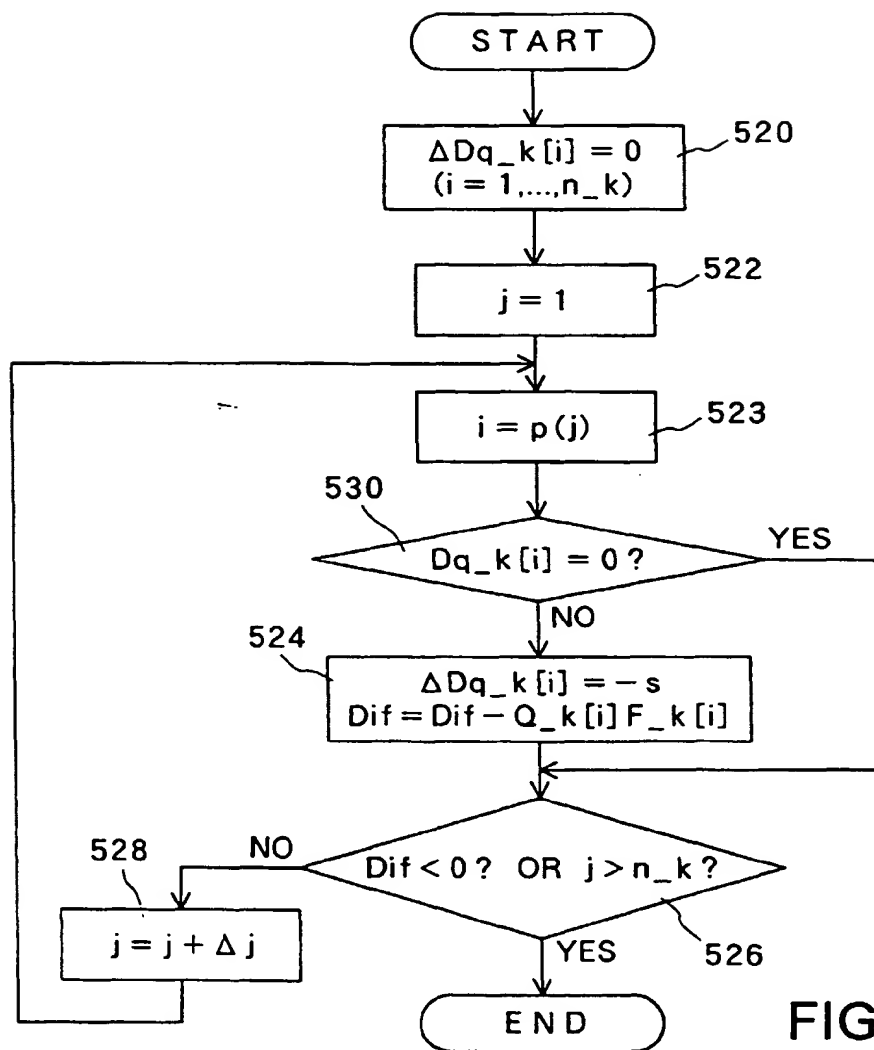 START
520
ΔDq_k[i] = 0
(i = 1,...,n_k)
522
j = 1
523
i = p(j)
530
Dq_k[i] = 0?
YES
NO
524
ΔDq_k[i] = -s
Dif = Dif - Q_k[i] F_k[i]
528
NO
Dif < 0? OR j > n_k?
j = j + Δj
526
YES
END
FIG